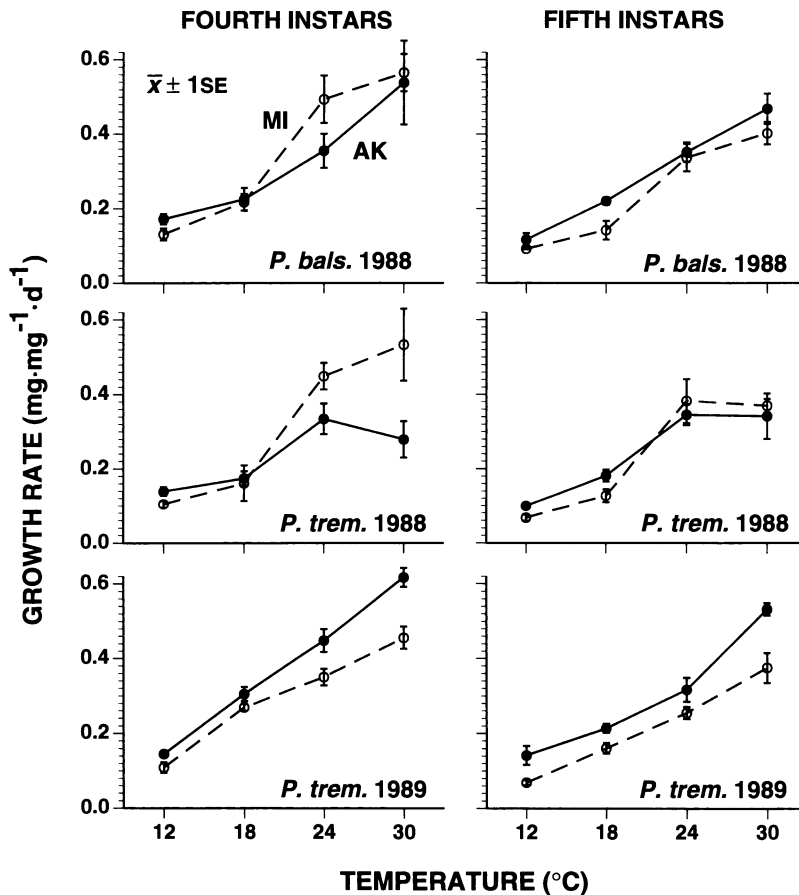 FOURTH INSTARS
FIFTH INSTARS
0.6
x̅ ± 1SE
MI
AK
0.4
0.2
0.0
P. bals. 1988
P. bals. 1988
0.6
0.4
0.2
0.0
P. trem. 1988
P. trem. 1988
0.6
0.4
0.2
0.0
P. trem. 1989
P. trem. 1989
12 18 24 30
12 18 24 30
GROWTH RATE (mg·mg⁻¹·d⁻¹)
TEMPERATURE (°C)